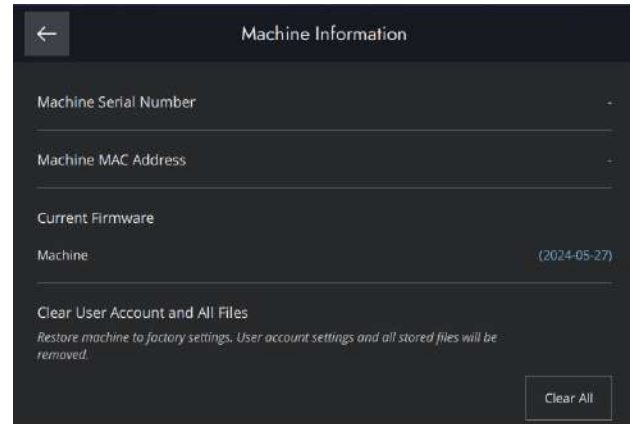 Machine Information
Machine Serial Number -
Machine MAC Address -
Current Firmware
Machine (2024-05-27)
Clear User Account and All Files
Restore machine to factory settings. User account settings and all stored files will be
removed.
Clear All